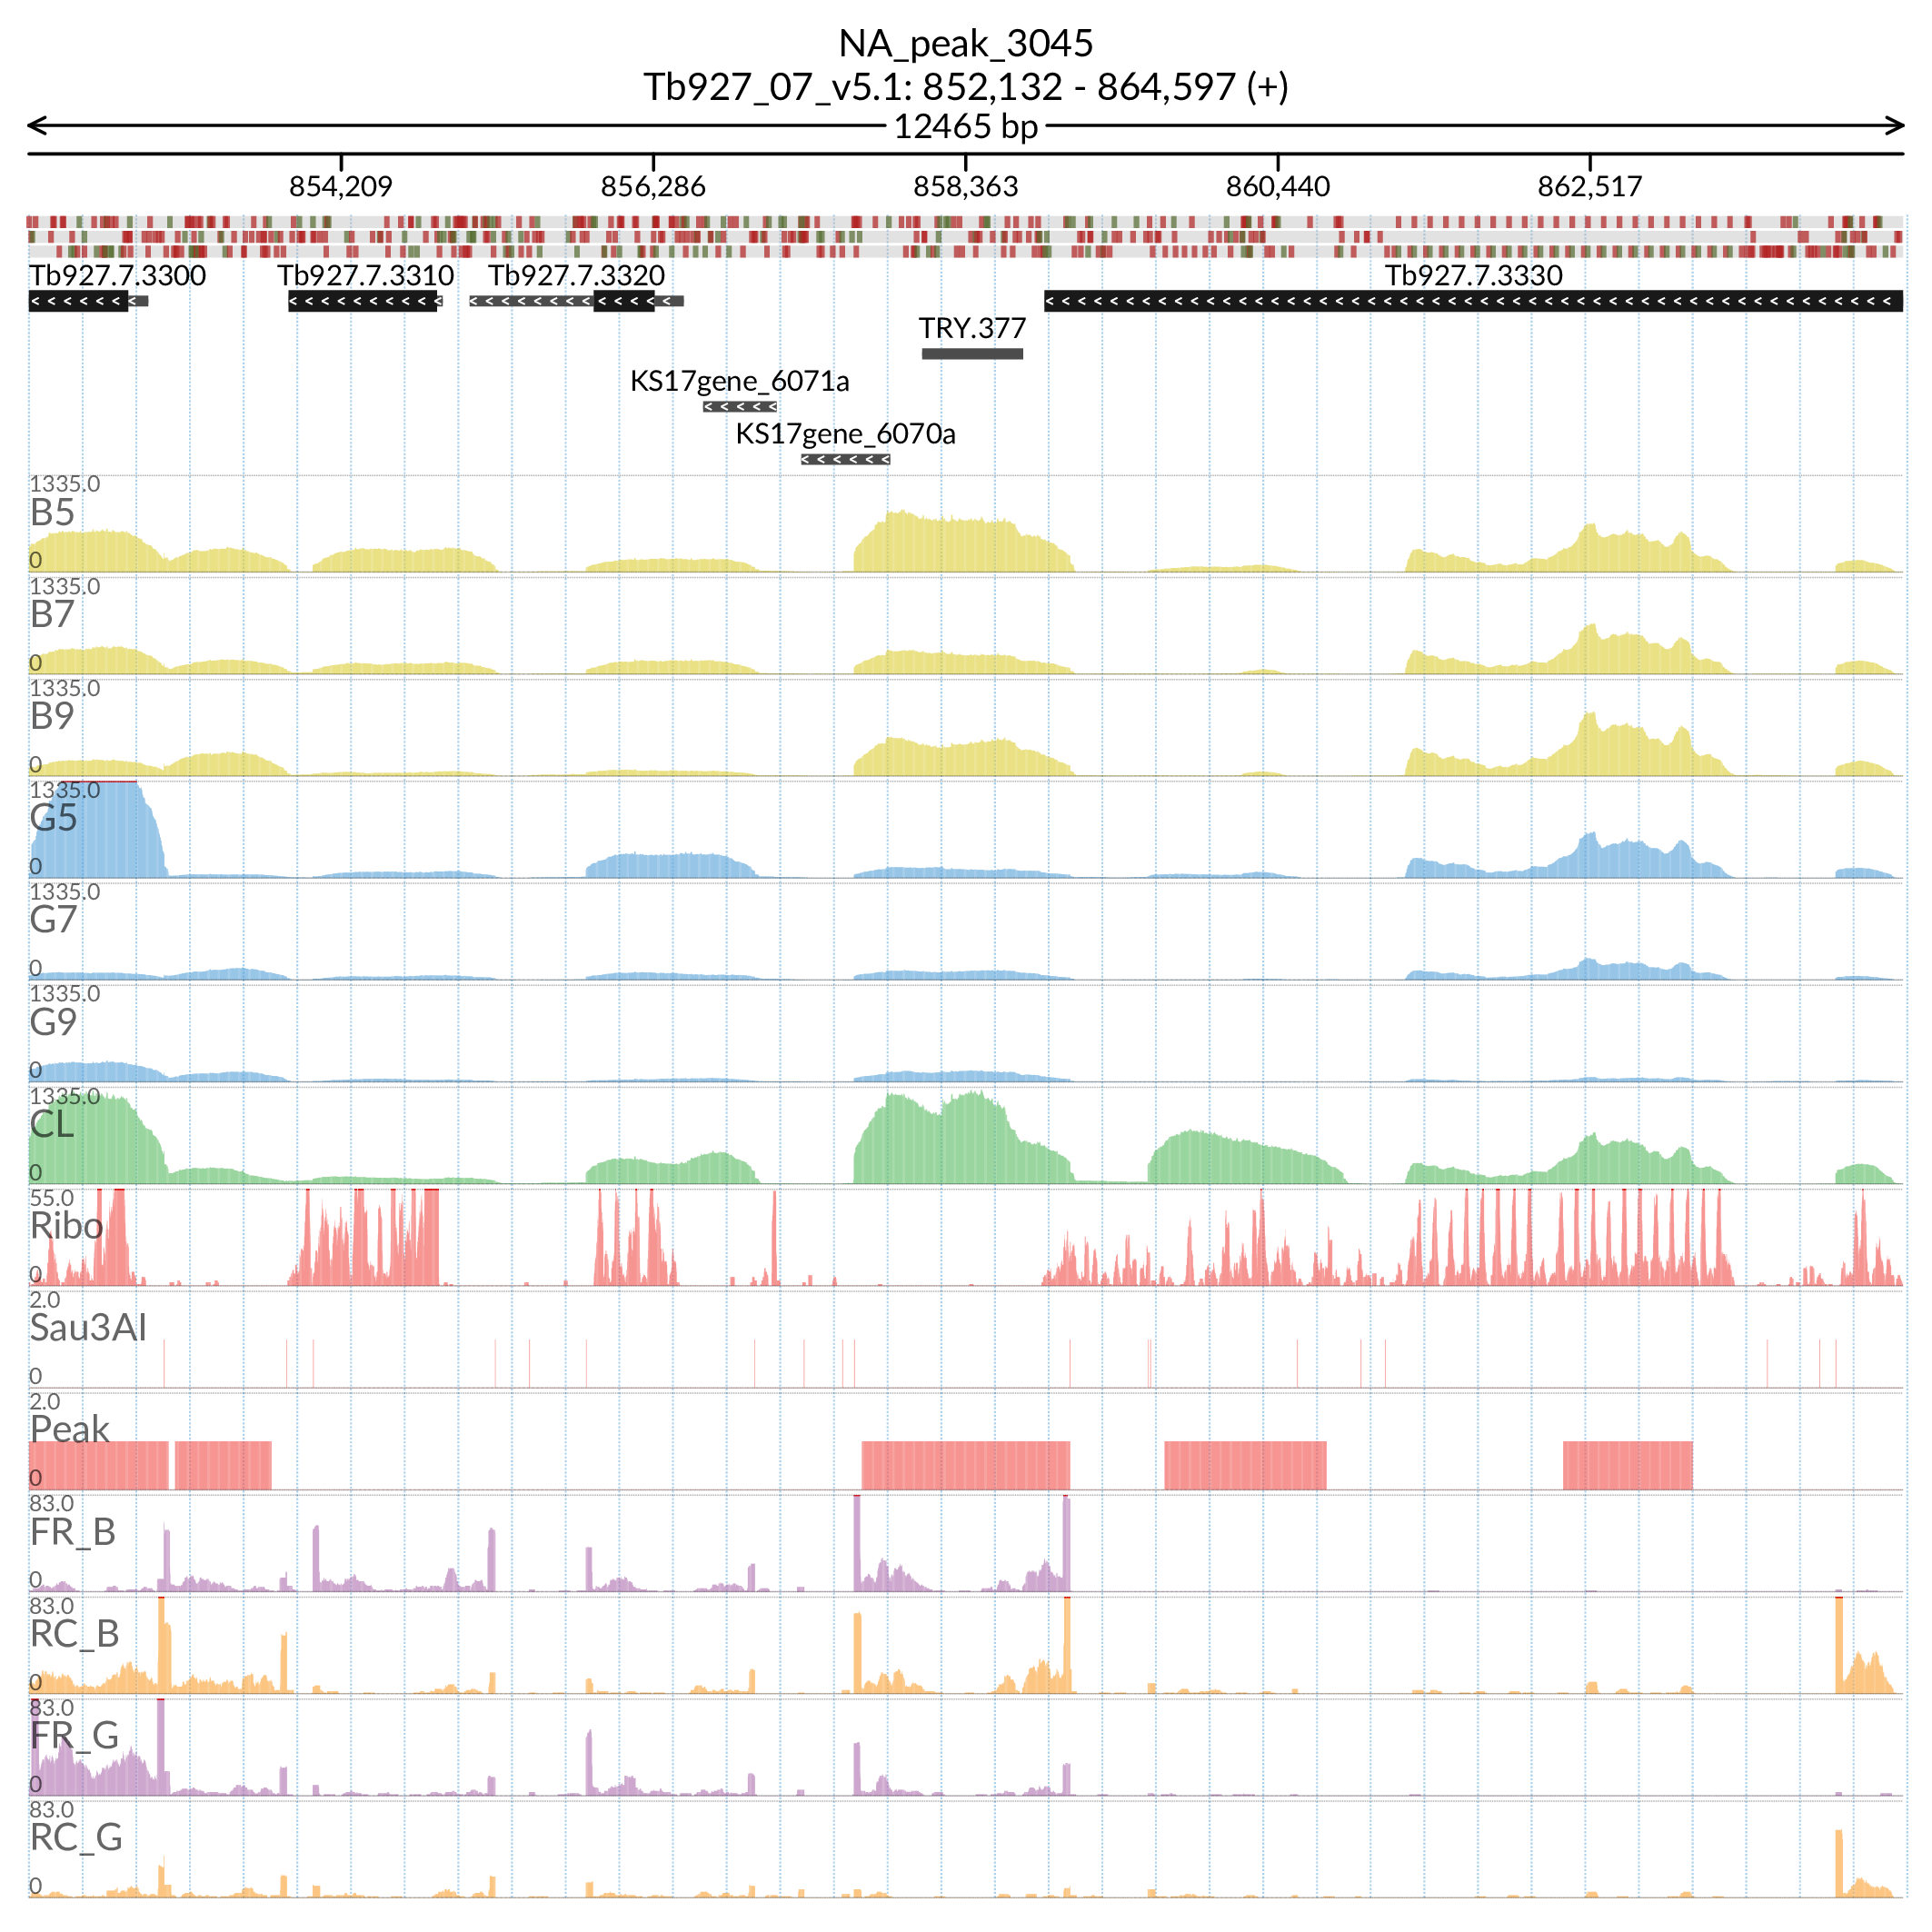 NA_peak_3045
Tb927_07_v5.1: 852,132 - 864,597 (+)
12465 bp
854,209 856,286 858,363 860,440 862,517
Tb927.7.3300 Tb927.7.3310 Tb927.7.3320 Tb927.7.3330
TRY.377
KS17gene_6071a
KS17gene_6070a
1335.0
B5
0
1335.0
B7
0
1335.0
B9
0
1335.0
G5
0
1335.0
G7
0
1335.0
G9
0
1335.0
CL
0
55.0
Ribo
0
2.0
Sau3AI
0
2.0
Peak
0
83.0
FR_B
0
83.0
RC_B
0
83.0
FR_G
0
83.0
RC_G
0